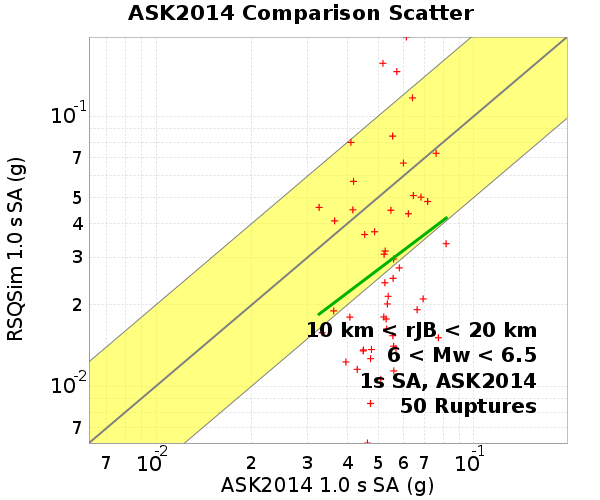 ASK2014 Comparison Scatter
RSQSim 1.0 s SA (g)
10⁻¹
7
5
4
3
2
10⁻²
7
10 km < rJB < 20 km
6 < Mw < 6.5
1s SA, ASK2014
50 Ruptures
7 10⁻² 2 3 4 5 6 7 10⁻¹
ASK2014 1.0 s SA (g)